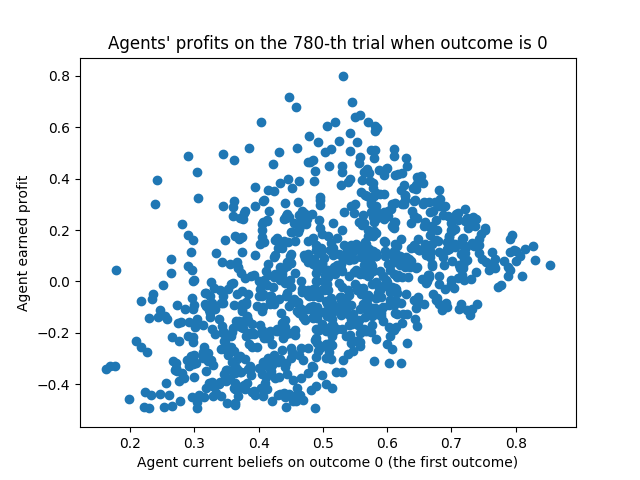 Agents' profits on the 780-th trial when outcome is 0
Agent earned profit
0.8
0.6
0.4
0.2
0.0
−0.2
−0.4
0.2 0.3 0.4 0.5 0.6 0.7 0.8
Agent current beliefs on outcome 0 (the first outcome)